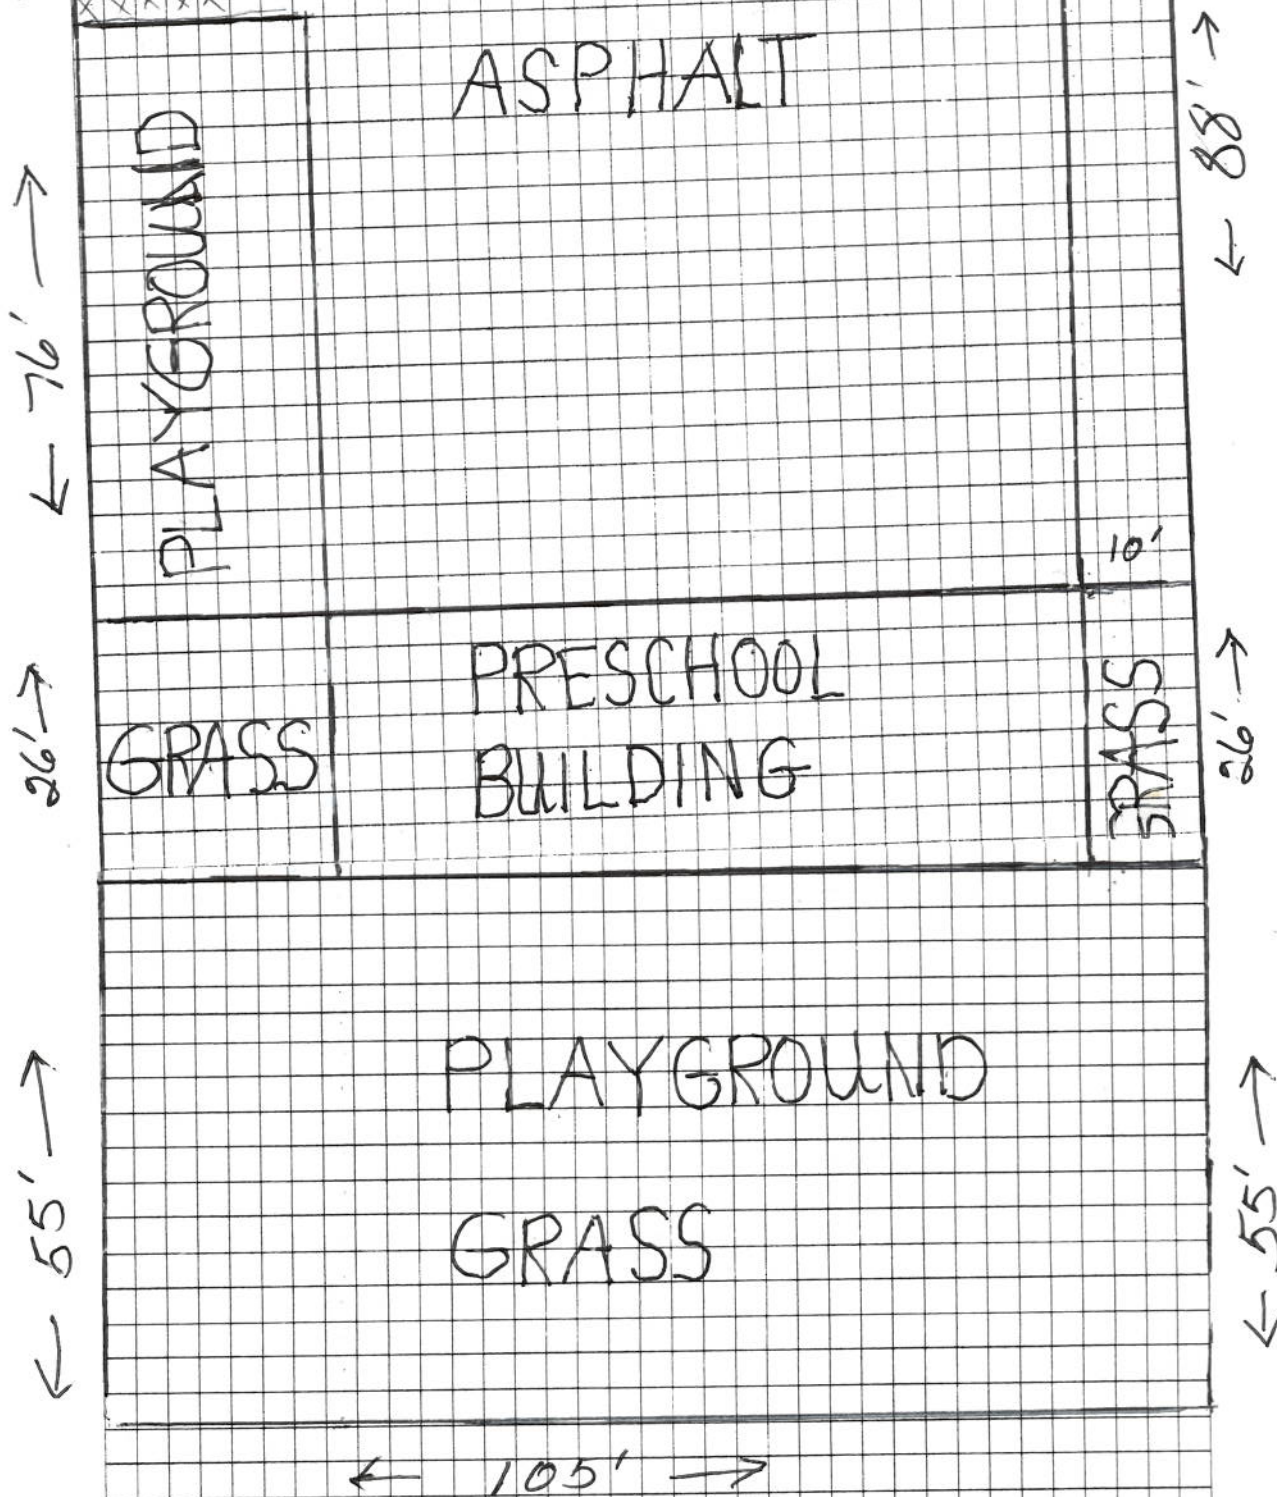 X X X X X
ASPHALT
88'
PLAYGROUND
76'
10'
PRESCHOOL
BUILDING
GRASS
GRASS
26'
26'
PLAYGROUND
GRASS
55'
55'
105'